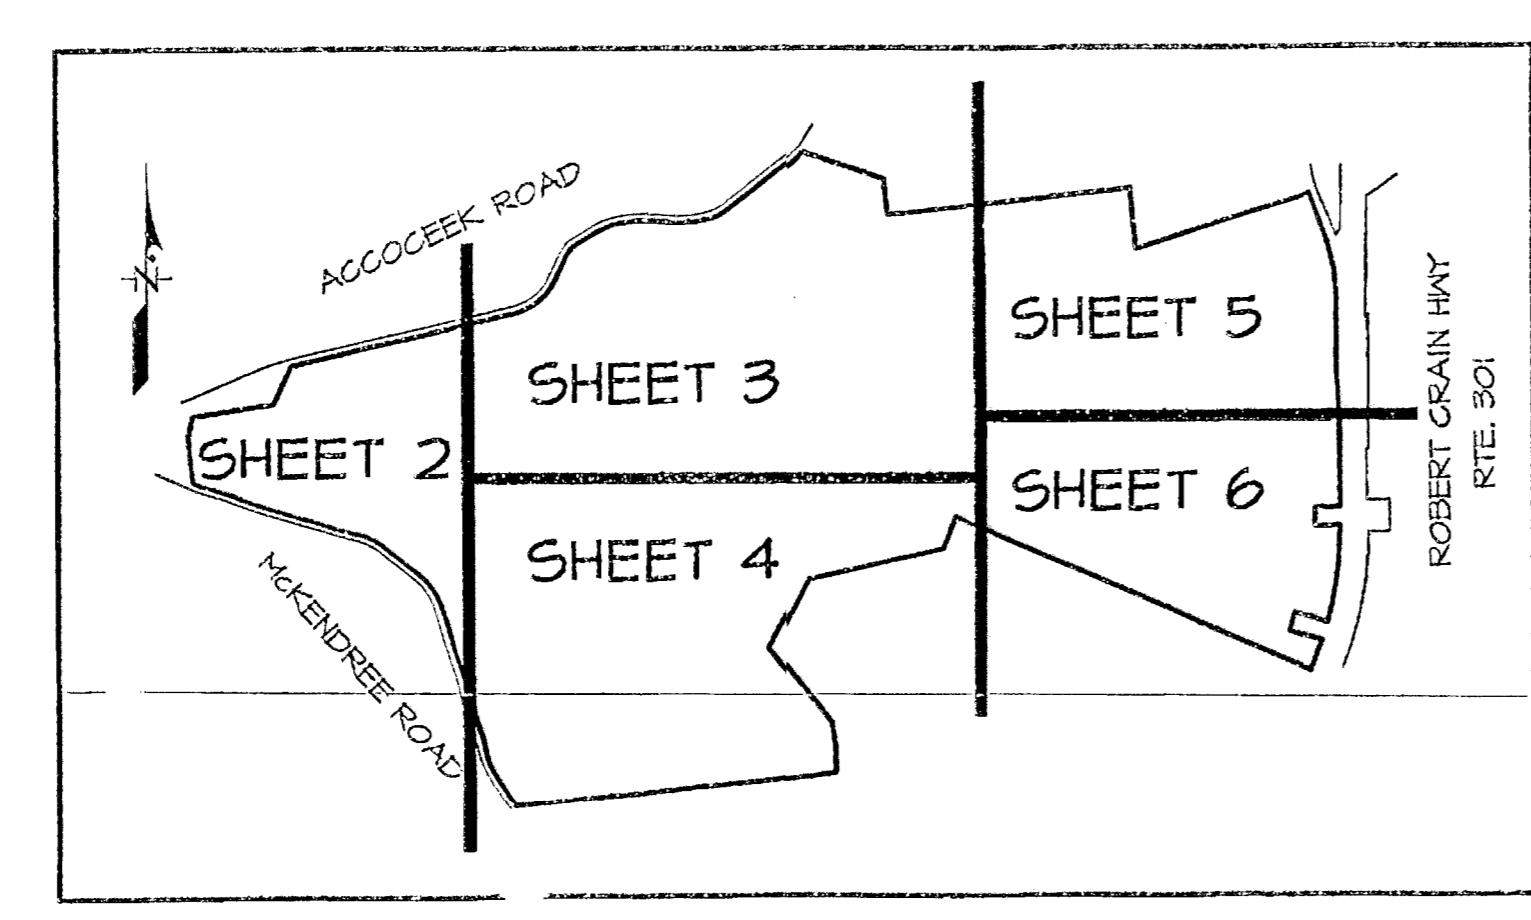 N
ACCOCEEK ROAD
SHEET 5
SHEET 3
SHEET 2
SHEET 6
SHEET 4
McKENDREE ROAD
ROBERT CRAIN HWY
RTE. 301